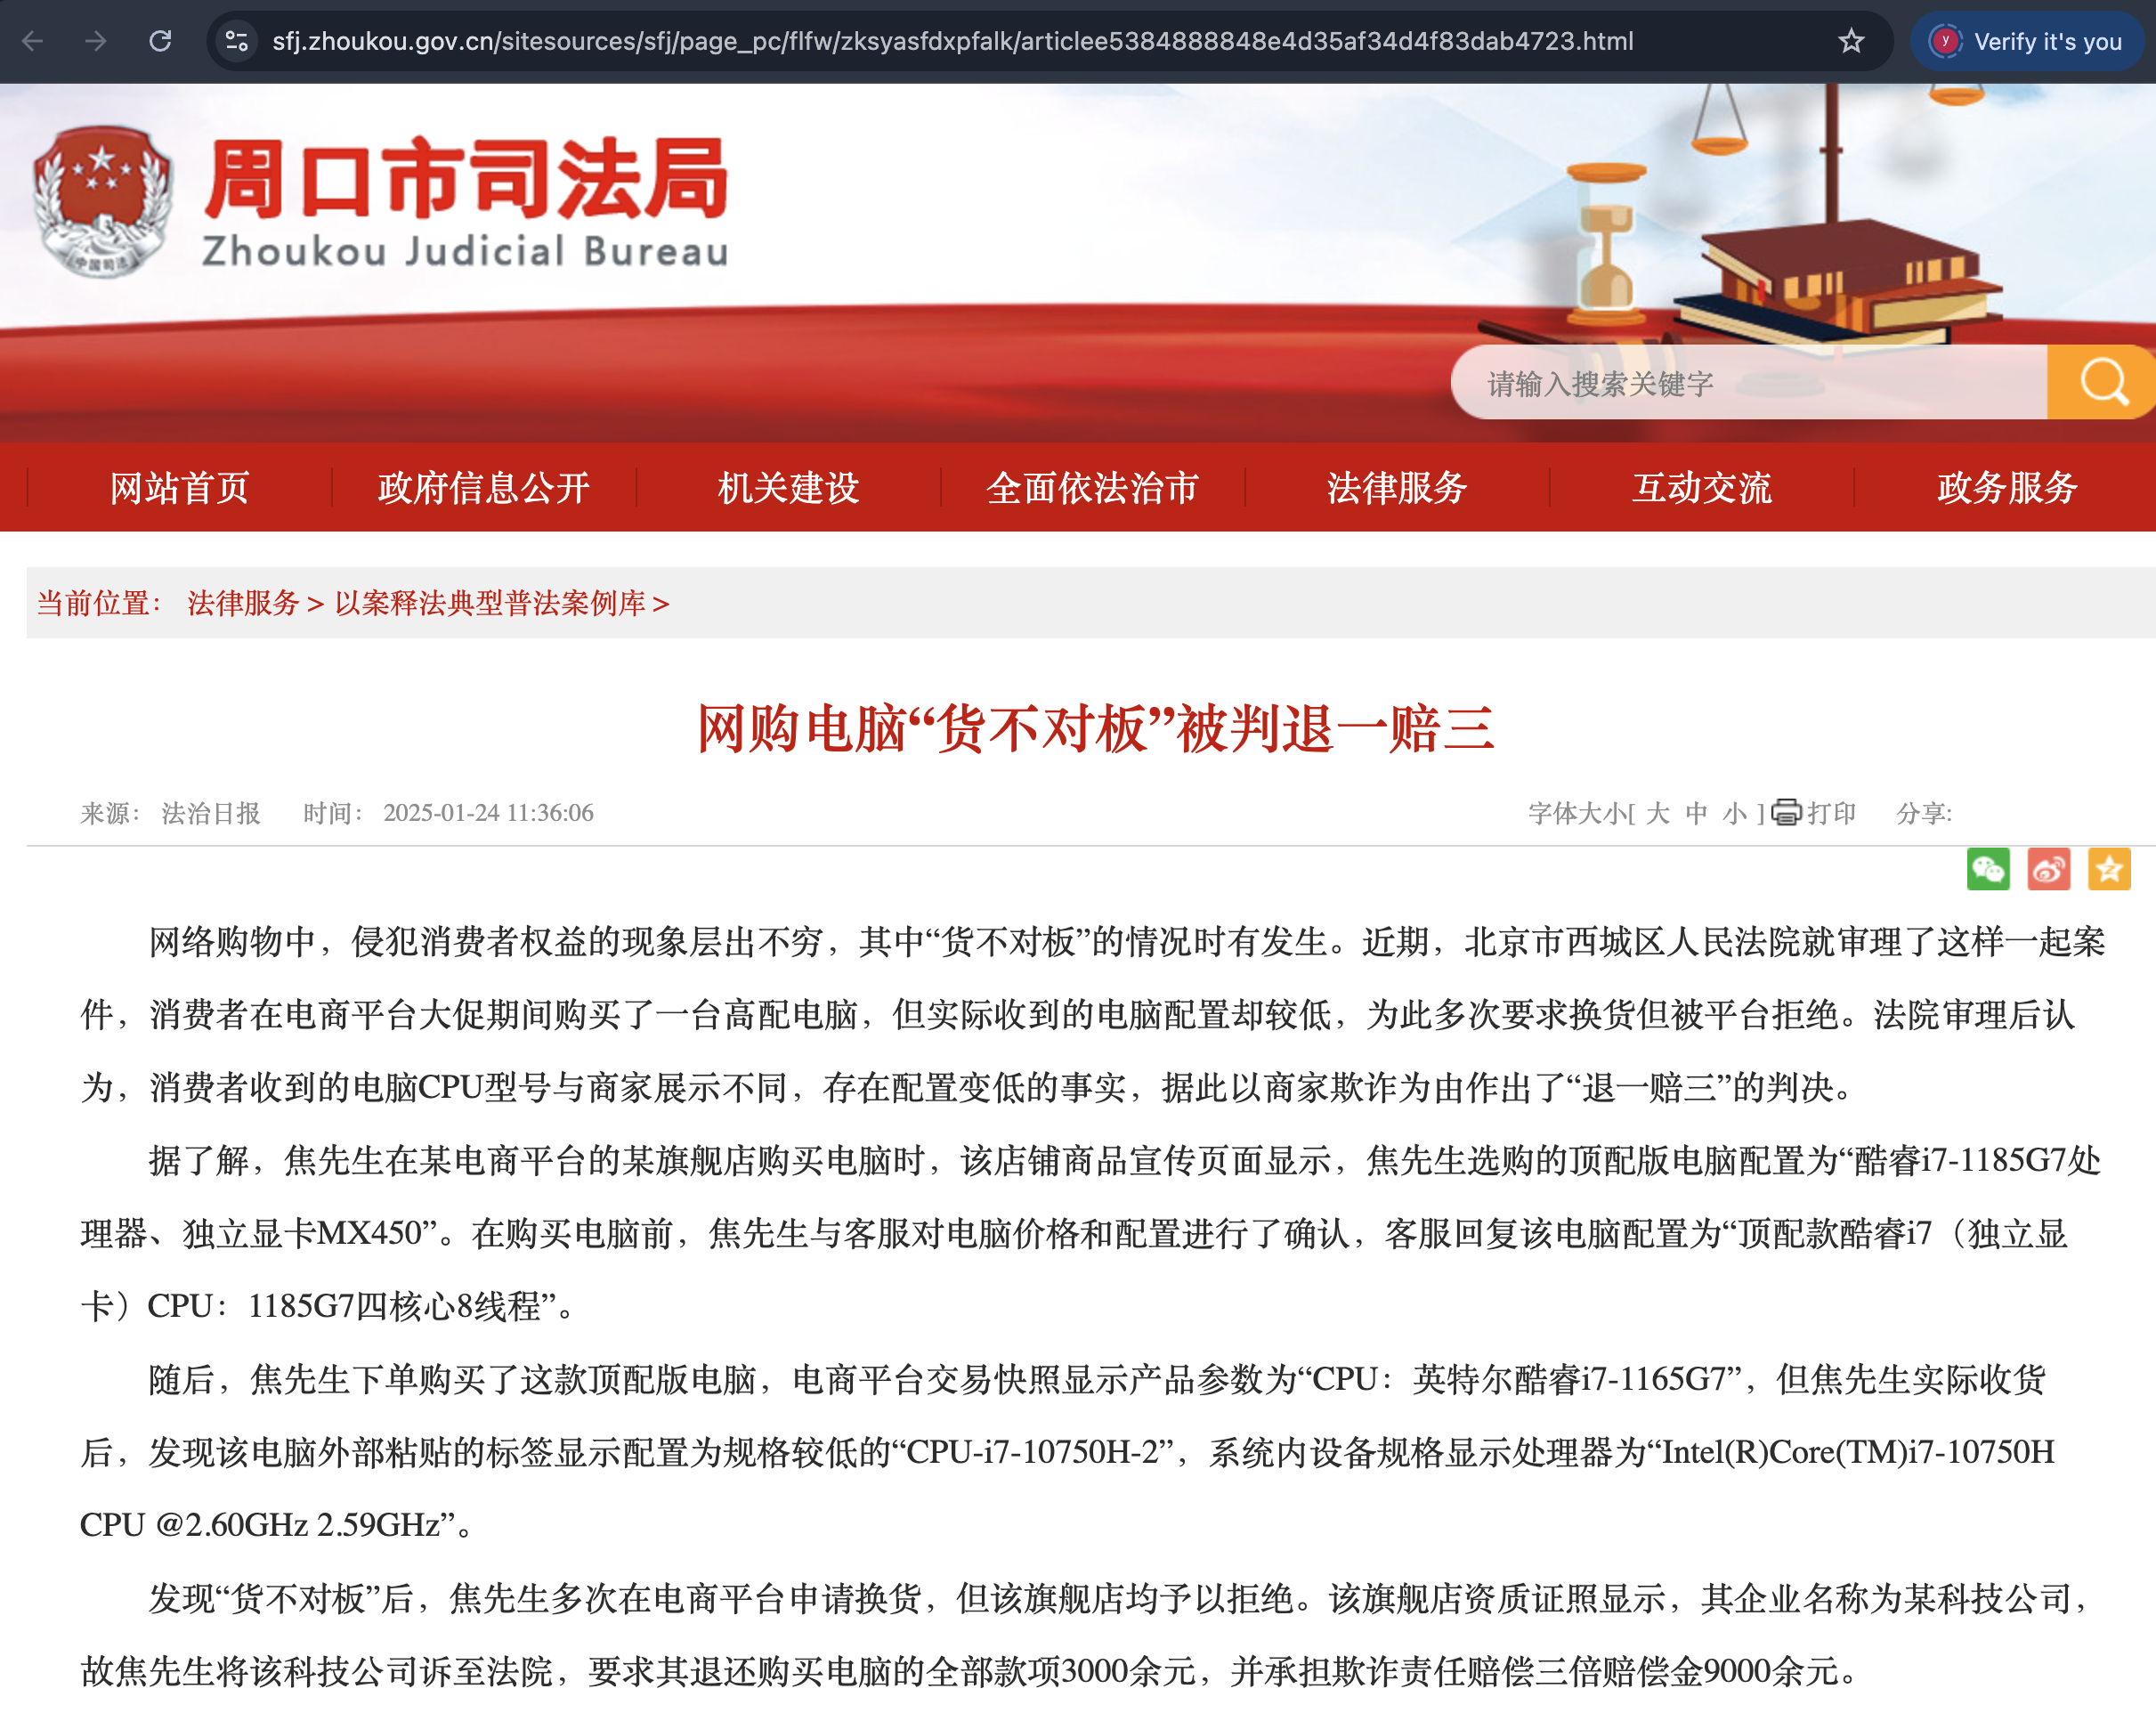 sfj.zhoukou.gov.cn/sitesources/sfj/page_pc/flfw/zksyasfdxpfalk/articlee5384888848e4d35af34d4f83dab4723.html
y
Verify it's you
周口市司法局
Zhoukou Judicial Bureau
中国司法
请输入搜索关键字
网站首页 政府信息公开 机关建设 全面依法治市 法律服务 互动交流 政务服务
当前位置： 法律服务 > 以案释法典型普法案例库 >
网购电脑“货不对板”被判退一赔三
来源： 法治日报 时间： 2025-01-24 11:36:06 字体大小[ 大 中 小 ] 打印 分享:
网络购物中，侵犯消费者权益的现象层出不穷，其中“货不对板”的情况时有发生。近期，北京市西城区人民法院就审理了这样一起案
件，消费者在电商平台大促期间购买了一台高配电脑，但实际收到的电脑配置却较低，为此多次要求换货但被平台拒绝。法院审理后认
为，消费者收到的电脑CPU型号与商家展示不同，存在配置变低的事实，据此以商家欺诈为由作出了“退一赔三”的判决。
据了解，焦先生在某电商平台的某旗舰店购买电脑时，该店铺商品宣传页面显示，焦先生选购的顶配版电脑配置为“酷睿i7-1185G7处
理器、独立显卡MX450”。在购买电脑前，焦先生与客服对电脑价格和配置进行了确认，客服回复该电脑配置为“顶配款酷睿i7（独立显
卡）CPU：1185G7四核心8线程”。
随后，焦先生下单购买了这款顶配版电脑，电商平台交易快照显示产品参数为“CPU：英特尔酷睿i7-1165G7”，但焦先生实际收货
后，发现该电脑外部粘贴的标签显示配置为规格较低的“CPU-i7-10750H-2”，系统内设备规格显示处理器为“Intel(R)Core(TM)i7-10750H
CPU @2.60GHz 2.59GHz”。
发现“货不对板”后，焦先生多次在电商平台申请换货，但该旗舰店均予以拒绝。该旗舰店资质证照显示，其企业名称为某科技公司，
故焦先生将该科技公司诉至法院，要求其退还购买电脑的全部款项3000余元，并承担欺诈责任赔偿三倍赔偿金9000余元。